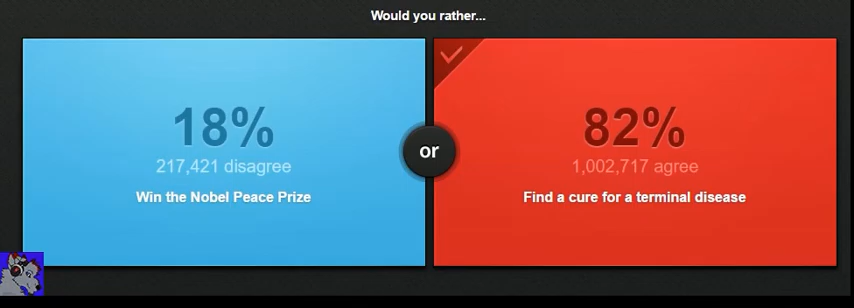 Would you rather...
18%
217,421 disagree
Win the Nobel Peace Prize
or
82%
1,002,717 agree
Find a cure for a terminal disease